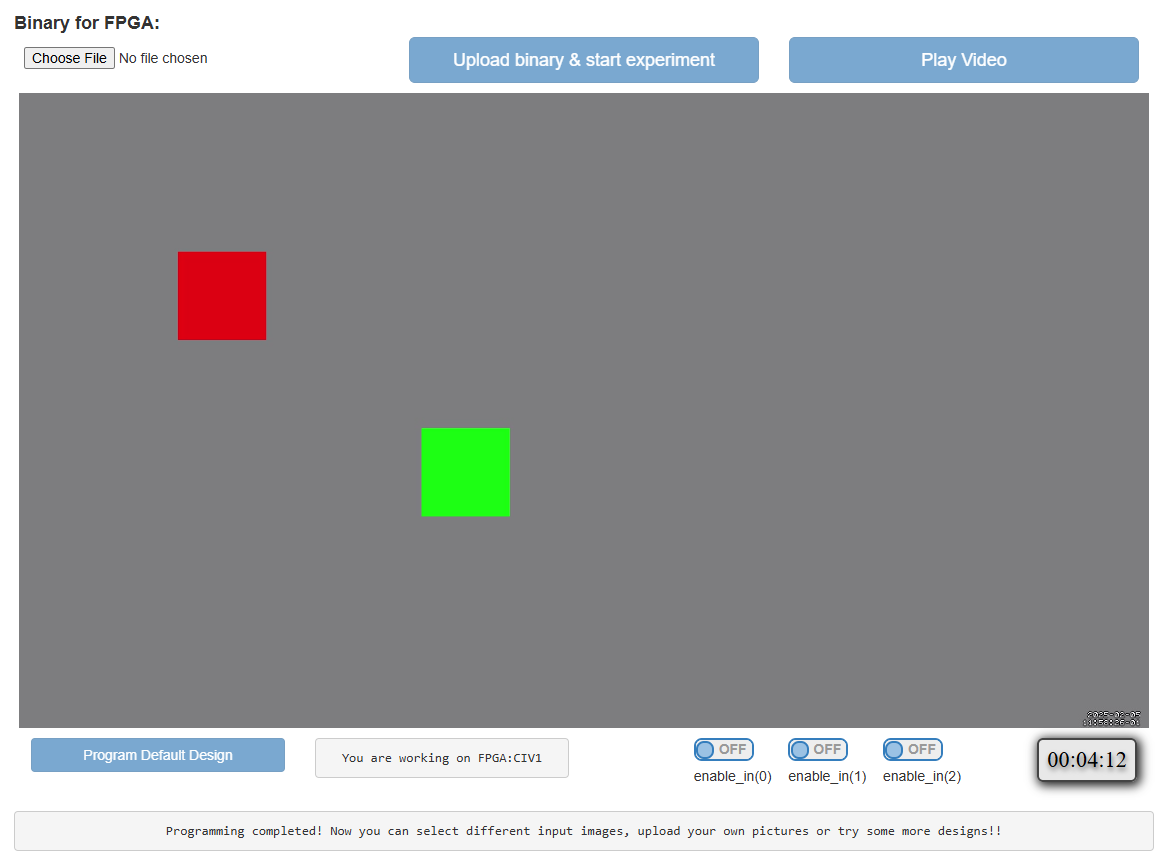 Binary for FPGA:
Choose File No file chosen
Upload binary & start experiment
Play Video
Program Default Design
You are working on FPGA:CIV1
OFF
OFF
OFF
enable_in(0)
enable_in(1)
enable_in(2)
00:04:12
Programming completed! Now you can select different input images, upload your own pictures or try some more designs!!